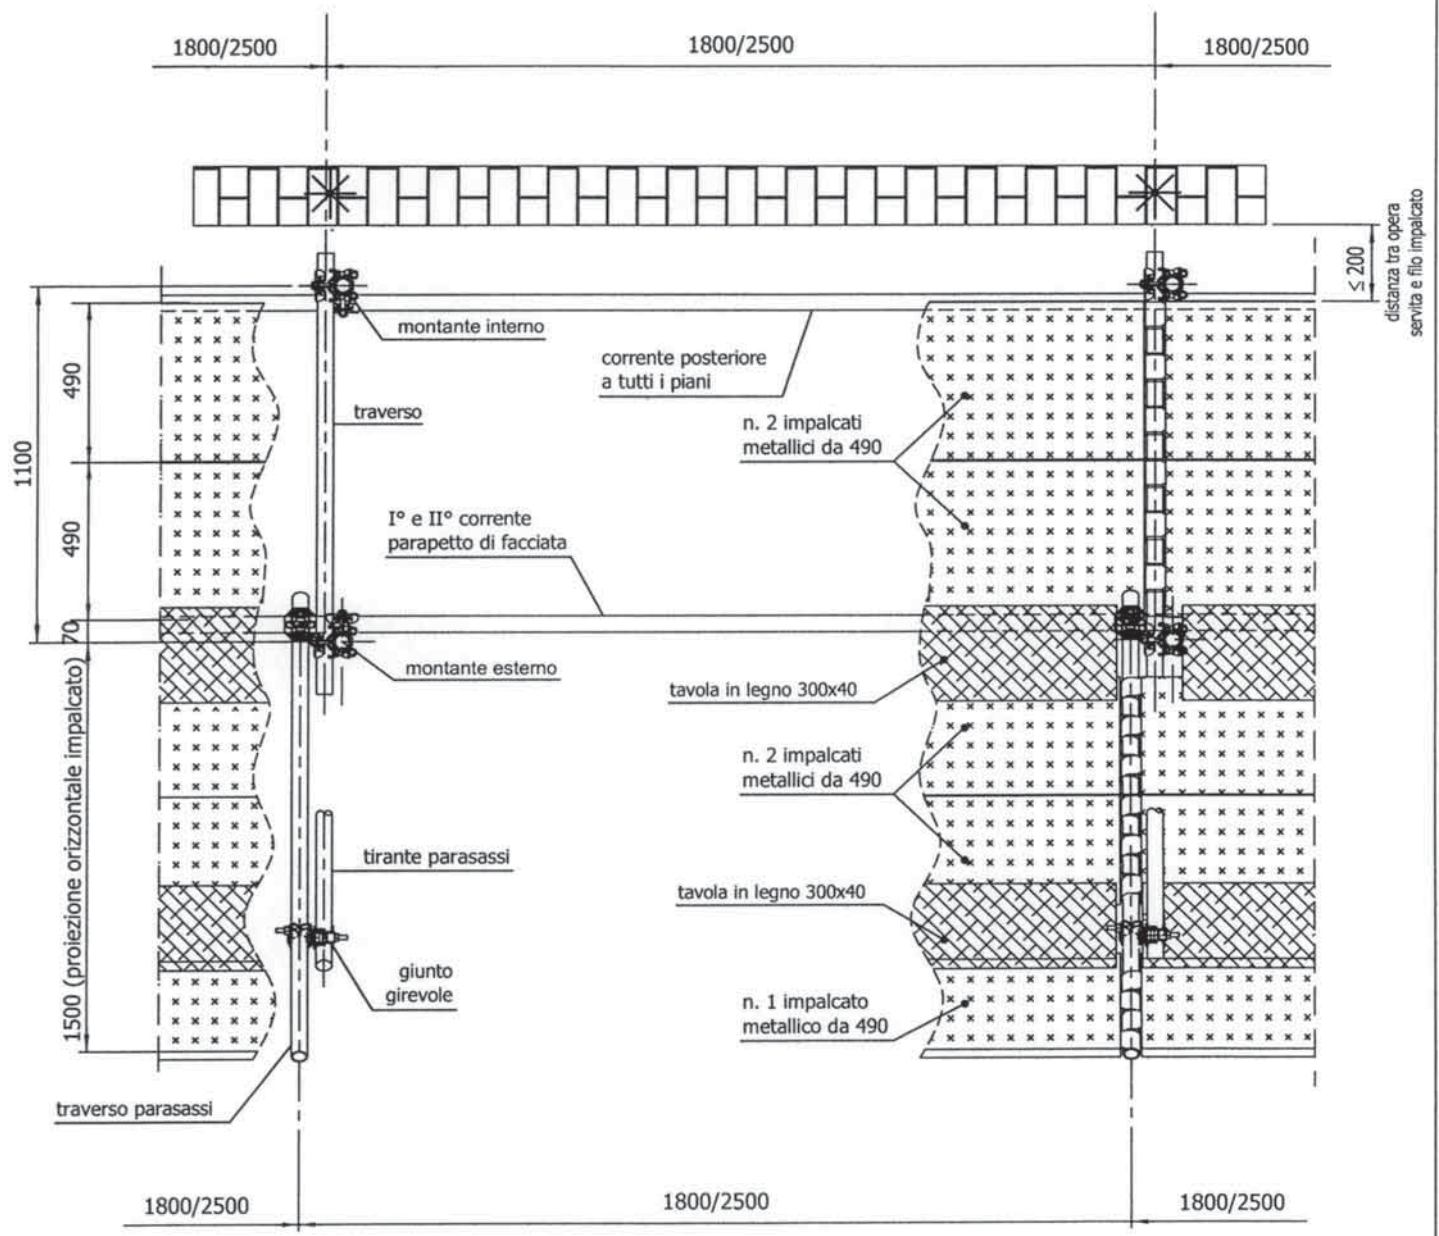 1800/2500
1800/2500
1800/2500
≤ 200
distanza tra opera
servita e filo impalcato
montante interno
corrente posteriore
a tutti i piani
490
traverso
n. 2 impalcati
metallici da 490
1100
I° e II° corrente
parapetto di facciata
490
70
montante esterno
tavola in legno 300x40
n. 2 impalcati
metallici da 490
1500 (proiezione orizzontale impalcato)
tirante parasassi
tavola in legno 300x40
giunto
girevole
n. 1 impalcato
metallico da 490
traverso parasassi
1800/2500
1800/2500
1800/2500